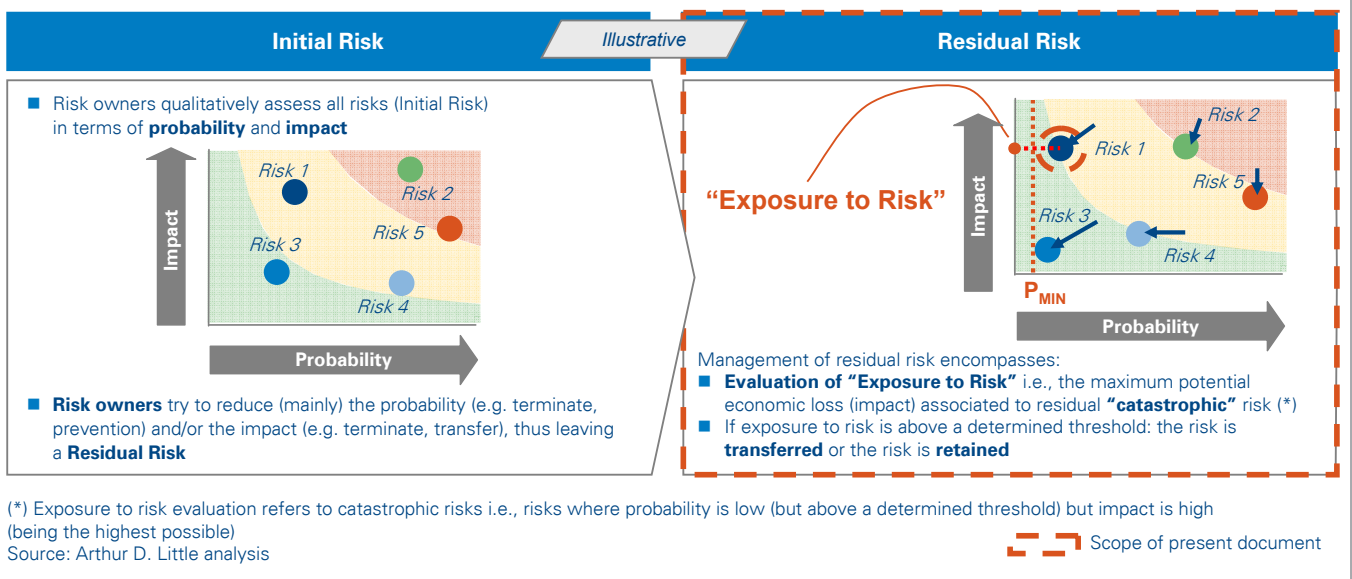 Initial Risk
Illustrative
Residual Risk
■ Risk owners qualitatively assess all risks (Initial Risk)
in terms of probability and impact
Impact
Risk 1
Risk 2
Risk 5
Risk 3
Risk 4
Probability
■ Risk owners try to reduce (mainly) the probability (e.g. terminate,
prevention) and/or the impact (e.g. terminate, transfer), thus leaving
a Residual Risk
“Exposure to Risk”
Impact
Risk 2
Risk 1
Risk 5
Risk 3
Risk 4
PMIN
Probability
Management of residual risk encompasses:
■ Evaluation of “Exposure to Risk” i.e., the maximum potential
economic loss (impact) associated to residual “catastrophic” risk (*)
■ If exposure to risk is above a determined threshold: the risk is
transferred or the risk is retained
(*) Exposure to risk evaluation refers to catastrophic risks i.e., risks where probability is low (but above a determined threshold) but impact is high
(being the highest possible)
Source: Arthur D. Little analysis
Scope of present document